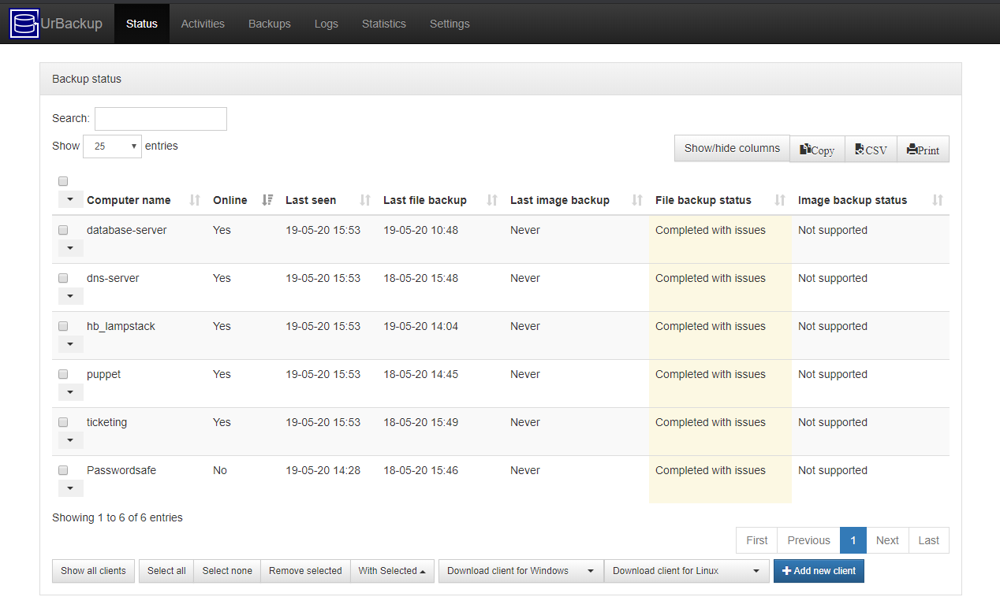 UrBackup Status Activities Backups Logs Statistics Settings
Backup status
Search:
Show 25 entries
Show/hide columns Copy CSV Print
Computer name Online Last seen Last file backup Last image backup File backup status Image backup status
database-server Yes 19-05-20 15:53 19-05-20 10:48 Never Completed with issues Not supported
dns-server Yes 19-05-20 15:53 18-05-20 15:48 Never Completed with issues Not supported
hb_lampstack Yes 19-05-20 15:53 19-05-20 14:04 Never Completed with issues Not supported
puppet Yes 19-05-20 15:53 18-05-20 14:45 Never Completed with issues Not supported
ticketing Yes 19-05-20 15:53 18-05-20 15:49 Never Completed with issues Not supported
Passwordsafe No 19-05-20 14:28 18-05-20 15:46 Never Completed with issues Not supported
Showing 1 to 6 of 6 entries
First Previous 1 Next Last
Show all clients Select all Select none Remove selected With Selected Download client for Windows Download client for Linux Add new client